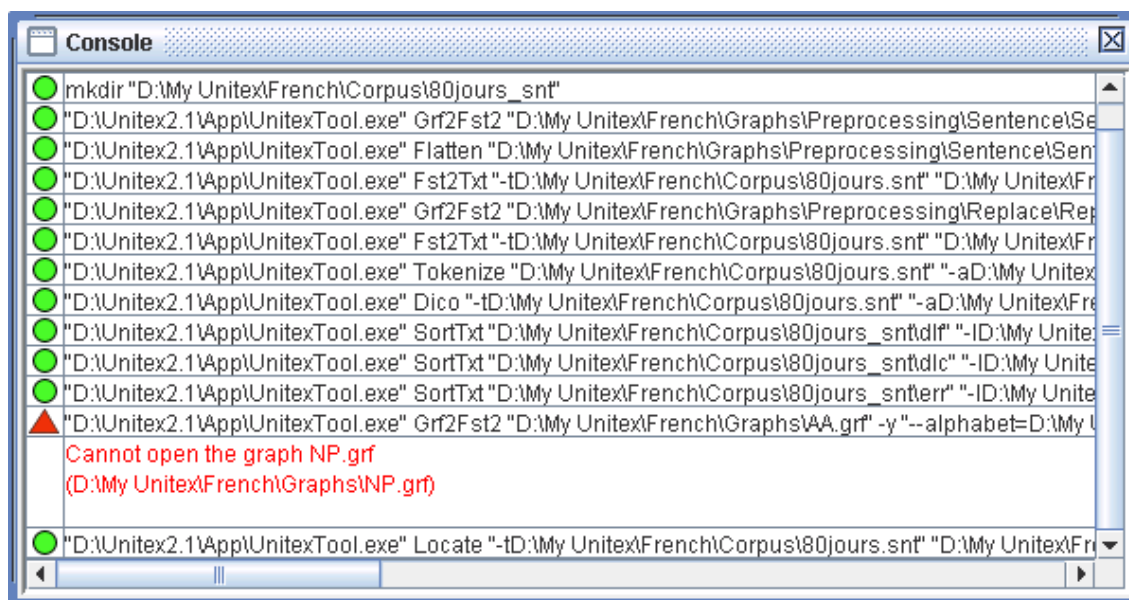 Console
mkdir "D:\My Unitex\French\Corpus\80jours_snt"
"D:\Unitex2.1\App\UnitexTool.exe" Grf2Fst2 "D:\My Unitex\French\Graphs\Preprocessing\Sentence\Se
"D:\Unitex2.1\App\UnitexTool.exe" Flatten "D:\My Unitex\French\Graphs\Preprocessing\Sentence\Sen
"D:\Unitex2.1\App\UnitexTool.exe" Fst2Txt "-tD:\My Unitex\French\Corpus\80jours.snt" "D:\My Unitex\Fr
"D:\Unitex2.1\App\UnitexTool.exe" Grf2Fst2 "D:\My Unitex\French\Graphs\Preprocessing\Replace\Rep
"D:\Unitex2.1\App\UnitexTool.exe" Fst2Txt "-tD:\My Unitex\French\Corpus\80jours.snt" "D:\My Unitex\Fr
"D:\Unitex2.1\App\UnitexTool.exe" Tokenize "D:\My Unitex\French\Corpus\80jours.snt" "-aD:\My Unitex
"D:\Unitex2.1\App\UnitexTool.exe" Dico "-tD:\My Unitex\French\Corpus\80jours.snt" "-aD:\My Unitex\Fre
"D:\Unitex2.1\App\UnitexTool.exe" SortTxt "D:\My Unitex\French\Corpus\80jours_snt\dlf" "-lD:\My Unite
"D:\Unitex2.1\App\UnitexTool.exe" SortTxt "D:\My Unitex\French\Corpus\80jours_snt\dlc" "-lD:\My Unite
"D:\Unitex2.1\App\UnitexTool.exe" SortTxt "D:\My Unitex\French\Corpus\80jours_snt\err" "-lD:\My Unite
"D:\Unitex2.1\App\UnitexTool.exe" Grf2Fst2 "D:\My Unitex\French\Graphs\AA.grf" -y "--alphabet=D:\My U
Cannot open the graph NP.grf
(D:\My Unitex\French\Graphs\NP.grf)
"D:\Unitex2.1\App\UnitexTool.exe" Locate "-tD:\My Unitex\French\Corpus\80jours.snt" "D:\My Unitex\Fr